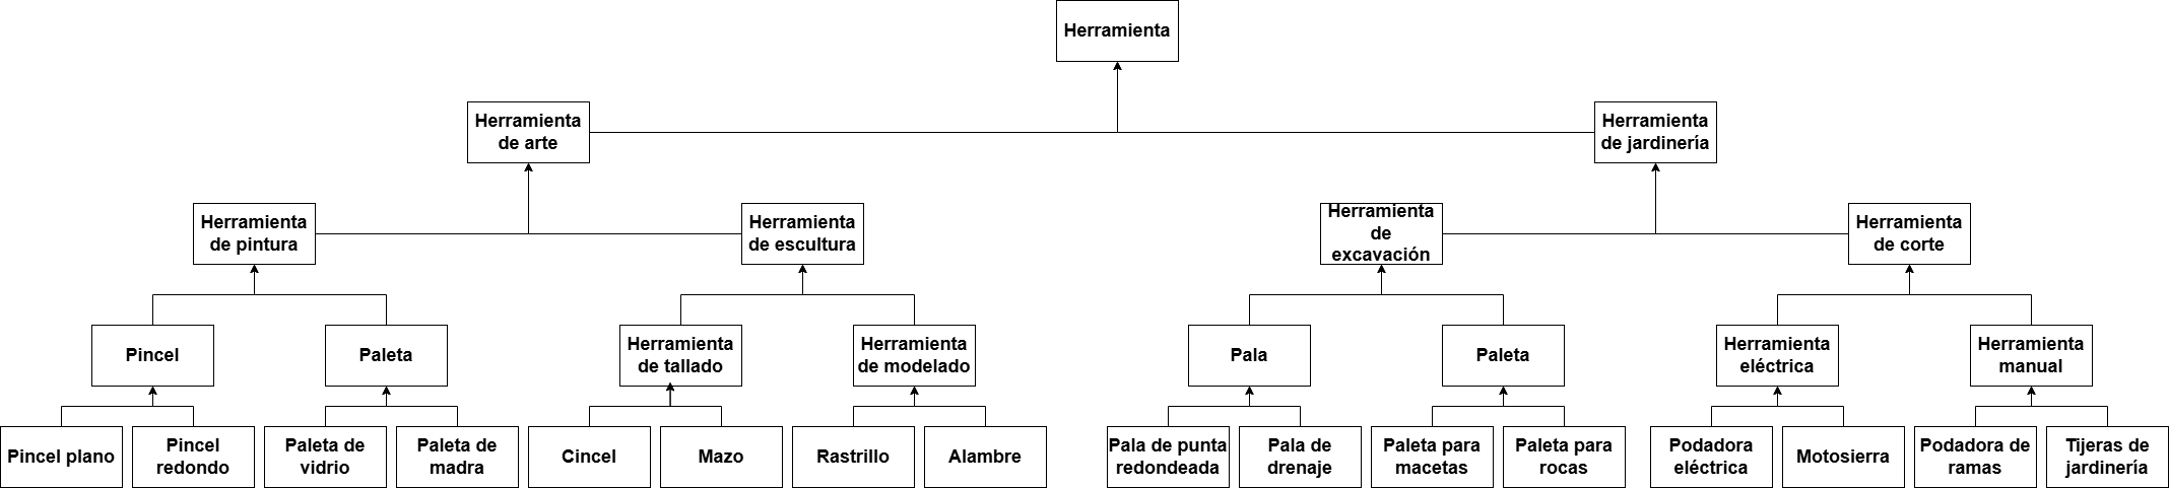 Herramienta
Herramienta
de arte
Herramienta
de jardinería
Herramienta
de pintura
Herramienta
de escultura
Herramienta
de
excavación
Herramienta
de corte
Pincel
Paleta
Herramienta
de tallado
Herramienta
de modelado
Pala
Paleta
Herramienta
eléctrica
Herramienta
manual
Pincel plano
Pincel
redondo
Paleta de
vidrio
Paleta de
madra
Cincel
Mazo
Rastrillo
Alambre
Pala de punta
redondeada
Pala de
drenaje
Paleta para
macetas
Paleta para
rocas
Podadora
eléctrica
Motosierra
Podadora de
ramas
Tijeras de
jardinería